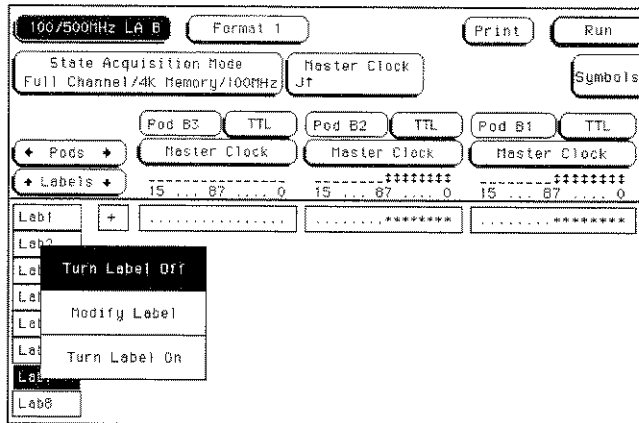 100/500MHz LA B
Format 1
Print
Run
State Acquisition Mode
Full Channel/4K Memory/100MHz
Master Clock
J↑
Symbols
Pod B3 TTL
Pod B2 TTL
Pod B1 TTL
← Pods →
Master Clock
Master Clock
Master Clock
↑ Labels ↓
15 ... 87 .... 0
15 ... 87 .... 0
15 ... 87 .... 0
Lab1 + ................ ........******** ........********
Turn Label Off
Modify Label
Turn Label On
Lab8